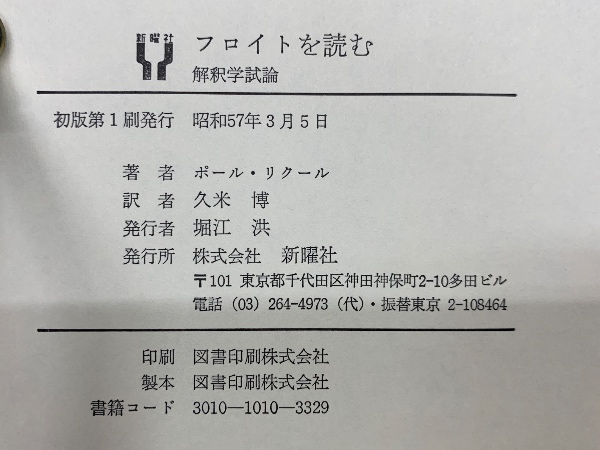 新曜社
フロイトを読む
解釈学試論
初版第1刷発行 昭和57年3月5日
著者 ポール・リクール
訳者 久米 博
発行者 堀江 洪
発行所 株式会社 新曜社
〒101 東京都千代田区神田神保町2-10多田ビル
電話 (03) 264-4973 (代)・振替東京 2-108464
印刷 図書印刷株式会社
製本 図書印刷株式会社
書籍コード 3010―1010―3329